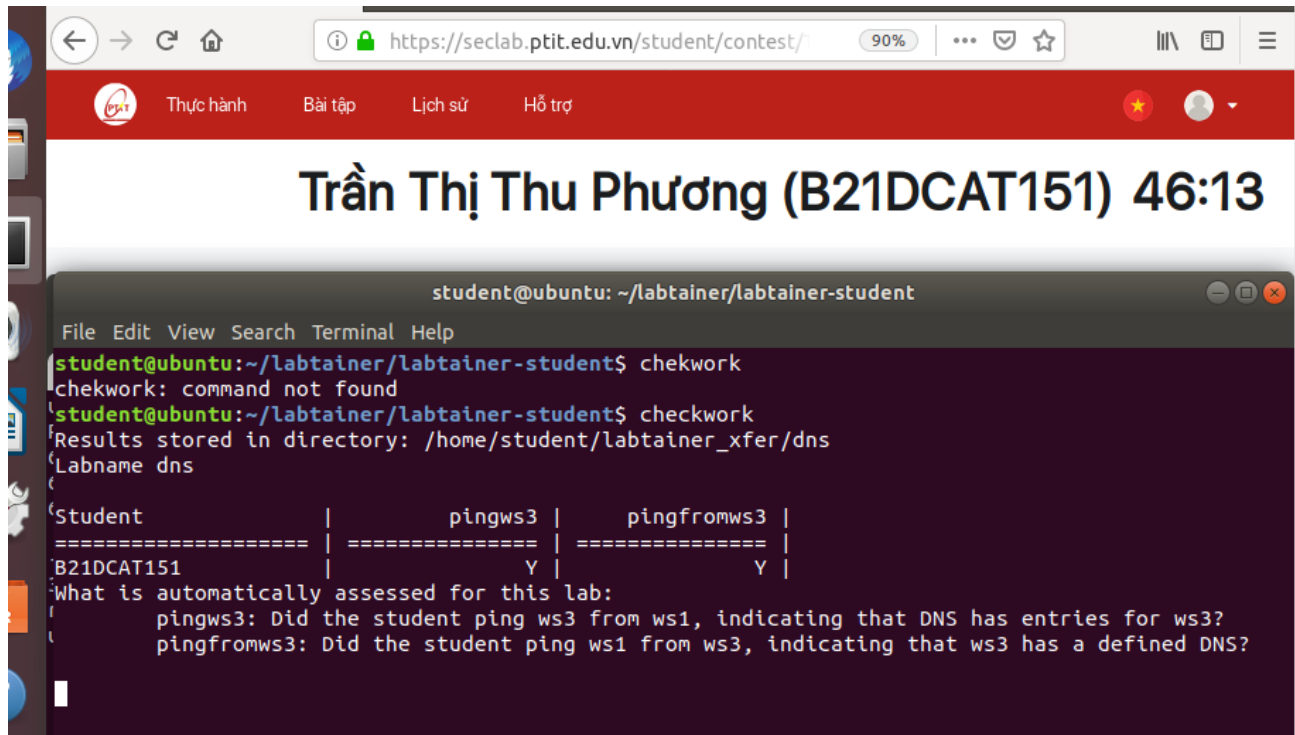 https://seclab.ptit.edu.vn/student/contest/
90%
PTIT
Thực hành Bài tập Lịch sử Hỗ trợ
Trần Thị Thu Phương (B21DCAT151) 46:13
student@ubuntu: ~/labtainer/labtainer-student
File Edit View Search Terminal Help
student@ubuntu:~/labtainer/labtainer-student$ chekwork
chekwork: command not found
student@ubuntu:~/labtainer/labtainer-student$ checkwork
Results stored in directory: /home/student/labtainer_xfer/dns
Labname dns
Student | pingws3 | pingfromws3 |
==================== | =============== | =============== |
B21DCAT151 | Y | Y |
What is automatically assessed for this lab:
pingws3: Did the student ping ws3 from ws1, indicating that DNS has entries for ws3?
pingfromws3: Did the student ping ws1 from ws3, indicating that ws3 has a defined DNS?